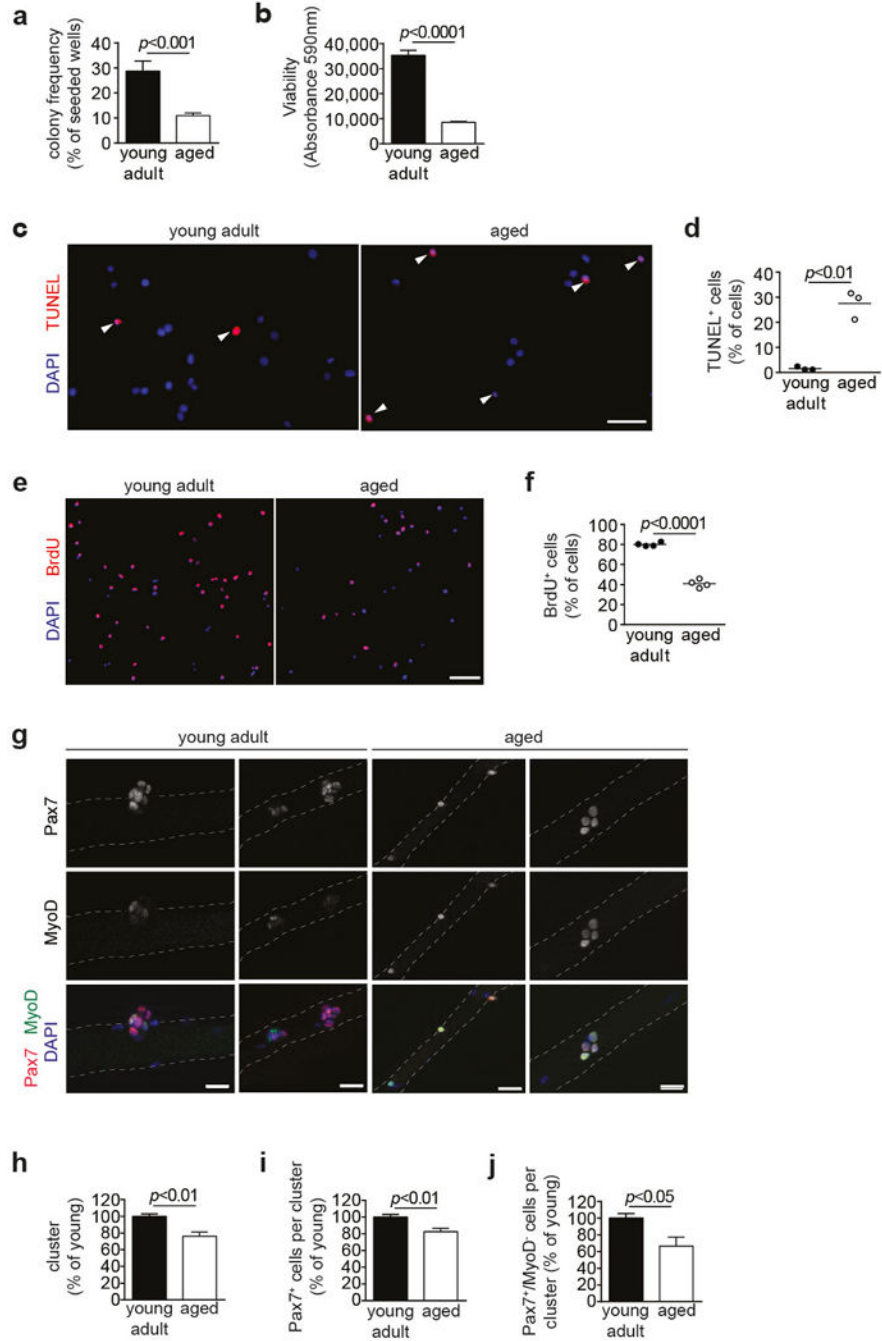 a
p<0.001
colony frequency
(% of seeded wells)
40
30
20
10
0
young
adult
aged
b
p<0.0001
Viability
(Absorbance 590nm)
40,000
30,000
20,000
10,000
0
young
adult
aged
c
young adult
aged
DAPI TUNEL
d
p<0.01
TUNEL+ cells
(% of cells)
40
30
20
10
0
young
adult
aged
e
young adult
aged
DAPI BrdU
f
p<0.0001
BrdU+ cells
(% of cells)
100
80
60
40
20
0
young
adult
aged
g
young adult
aged
Pax7
MyoD
Pax7 MyoD
DAPI
h
p<0.01
cluster
(% of young)
120
100
80
60
40
20
0
young
adult
aged
i
p<0.01
Pax7+ cells per cluster
(% of young)
120
100
80
60
40
20
0
young
adult
aged
j
p<0.05
Pax7+/MyoD- cells per
cluster (% of young)
120
100
80
60
40
20
0
young
adult
aged